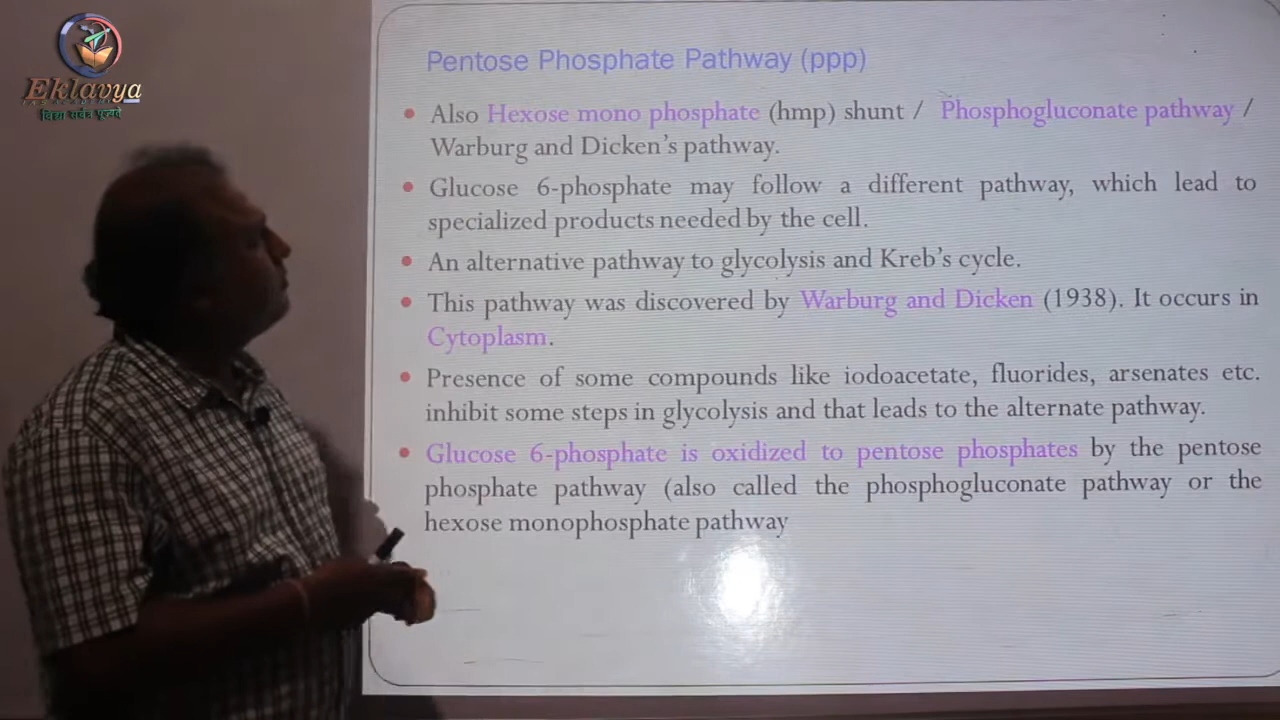 Eklavya
विद्या सर्वत्र पूज्यते
Pentose Phosphate Pathway (ppp)
Also Hexose mono phosphate (hmp) shunt / Phosphogluconate pathway /
Warburg and Dicken's pathway.
Glucose 6-phosphate may follow a different pathway, which lead to
specialized products needed by the cell.
An alternative pathway to glycolysis and Kreb's cycle.
This pathway was discovered by Warburg and Dicken (1938). It occurs in
Cytoplasm.
Presence of some compounds like iodoacetate, fluorides, arsenates etc.
inhibit some steps in glycolysis and that leads to the alternate pathway.
Glucose 6-phosphate is oxidized to pentose phosphates by the pentose
phosphate pathway (also called the phosphogluconate pathway or the
hexose monophosphate pathway